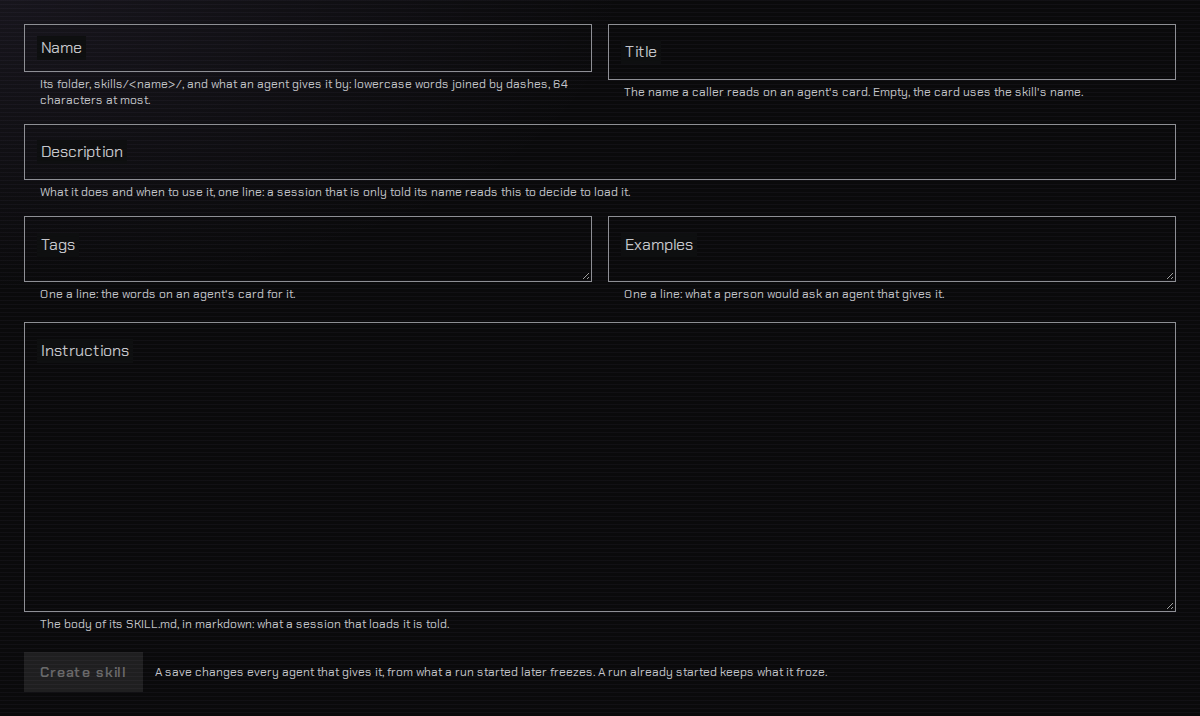 Name
Title
Its folder, skills/<name>/, and what an agent gives it by: lowercase words joined by dashes, 64
characters at most.
The name a caller reads on an agent's card. Empty, the card uses the skill's name.
Description
What it does and when to use it, one line: a session that is only told its name reads this to decide to load it.
Tags
Examples
One a line: the words on an agent's card for it.
One a line: what a person would ask an agent that gives it.
Instructions
The body of its SKILL.md, in markdown: what a session that loads it is told.
Create skill
A save changes every agent that gives it, from what a run started later freezes. A run already started keeps what it froze.